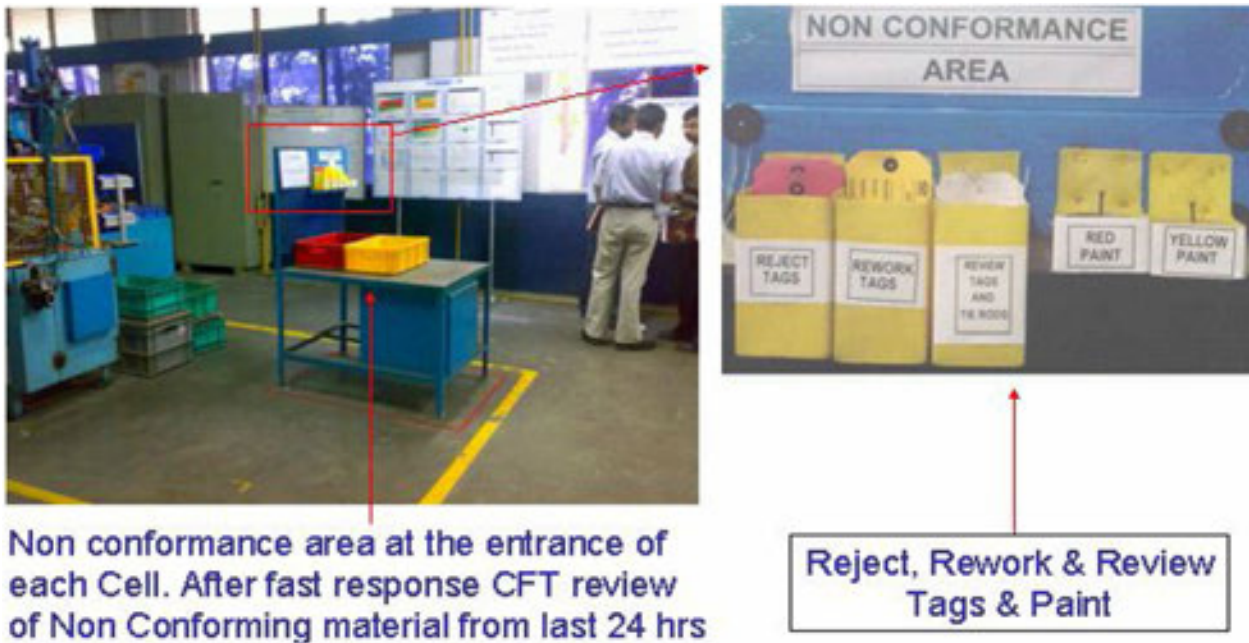 NON CONFORMANCE
AREA
REJECT
TAGS
REWORK
TAGS
REVIEW
TAGS
AND
TIE RODS
RED
PAINT
YELLOW
PAINT
Non conformance area at the entrance of
each Cell. After fast response CFT review
of Non Conforming material from last 24 hrs
Reject, Rework & Review
Tags & Paint